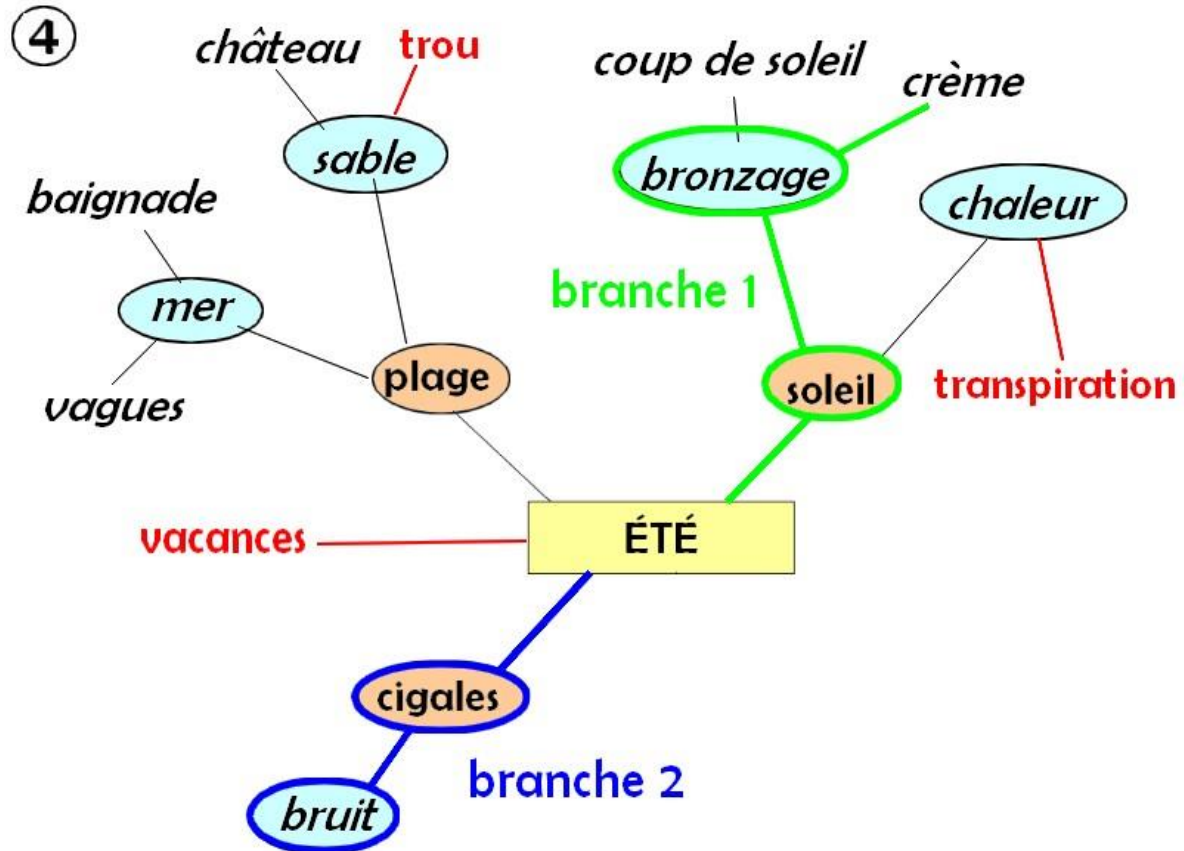 4
château
trou
coup de soleil
crème
sable
bronzage
baignade
chaleur
mer
branche 1
plage
soleil
transpiration
vagues
vacances
ÉTÉ
cigales
branche 2
bruit